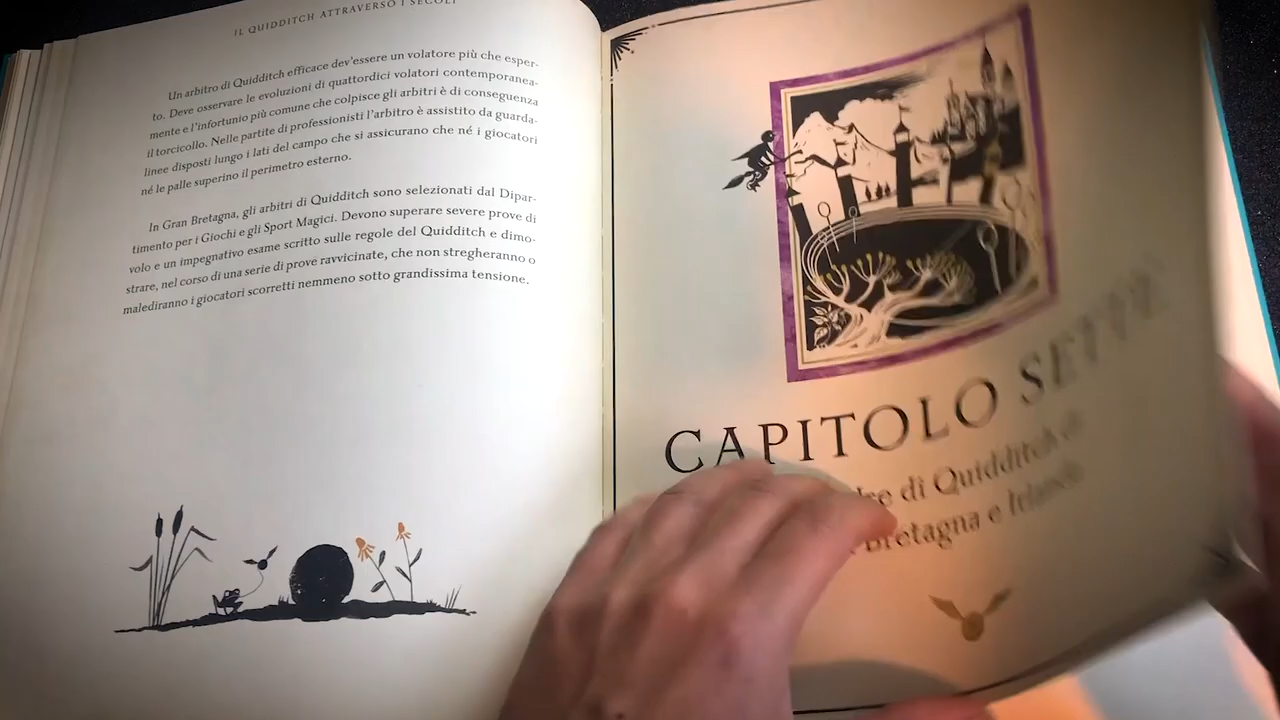 IL QUIDDITCH ATTRAVERSO I SECOLI
Un arbitro di Quidditch efficace dev'essere un volatore più che esper-
to. Deve osservare le evoluzioni di quattordici volatori contemporanea-
mente e l'infortunio più comune che colpisce gli arbitri è di conseguenza
il torcicollo. Nelle partite di professionisti l'arbitro è assistito da guarda-
linee disposti lungo i lati del campo che si assicurano che né i giocatori
né le palle superino il perimetro esterno.
In Gran Bretagna, gli arbitri di Quidditch sono selezionati dal Dipar-
timento per i Giochi e gli Sport Magici. Devono superare severe prove di
volo e un impegnativo esame scritto sulle regole del Quidditch e dimo-
strare, nel corso di una serie di prove ravvicinate, che non stregheranno o
malediranno i giocatori scorretti nemmeno sotto grandissima tensione.
CAPITOLO SETTE
di Quidditch di
Bretagna e Irlanda